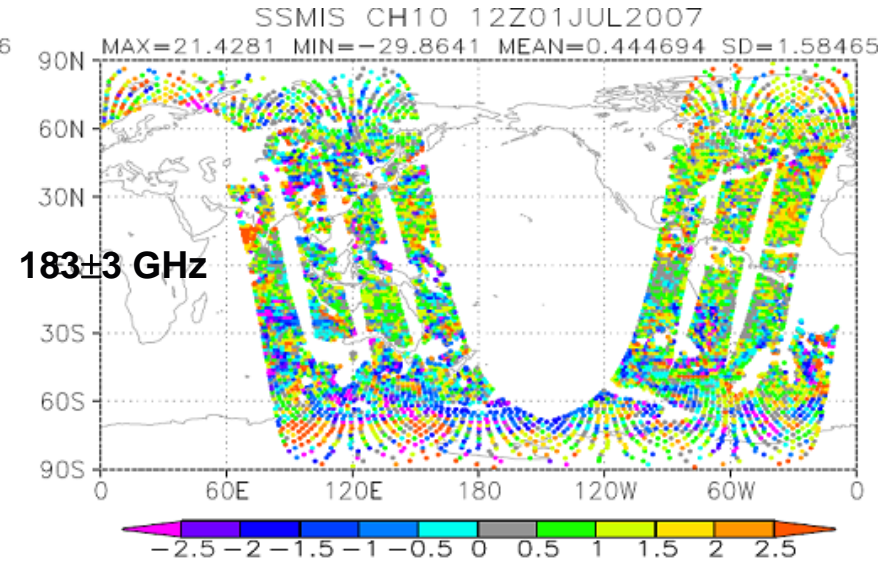 SSMIS CH10 12Z01JUL2007
6 MAX=21.4281 MIN=−29.8641 MEAN=0.444694 SD=1.58465
90N
60N
30N
183±3 GHz
30S
60S
90S
0 60E 120E 180 120W 60W 0
−2.5 −2 −1.5 −1 −0.5 0 0.5 1 1.5 2 2.5